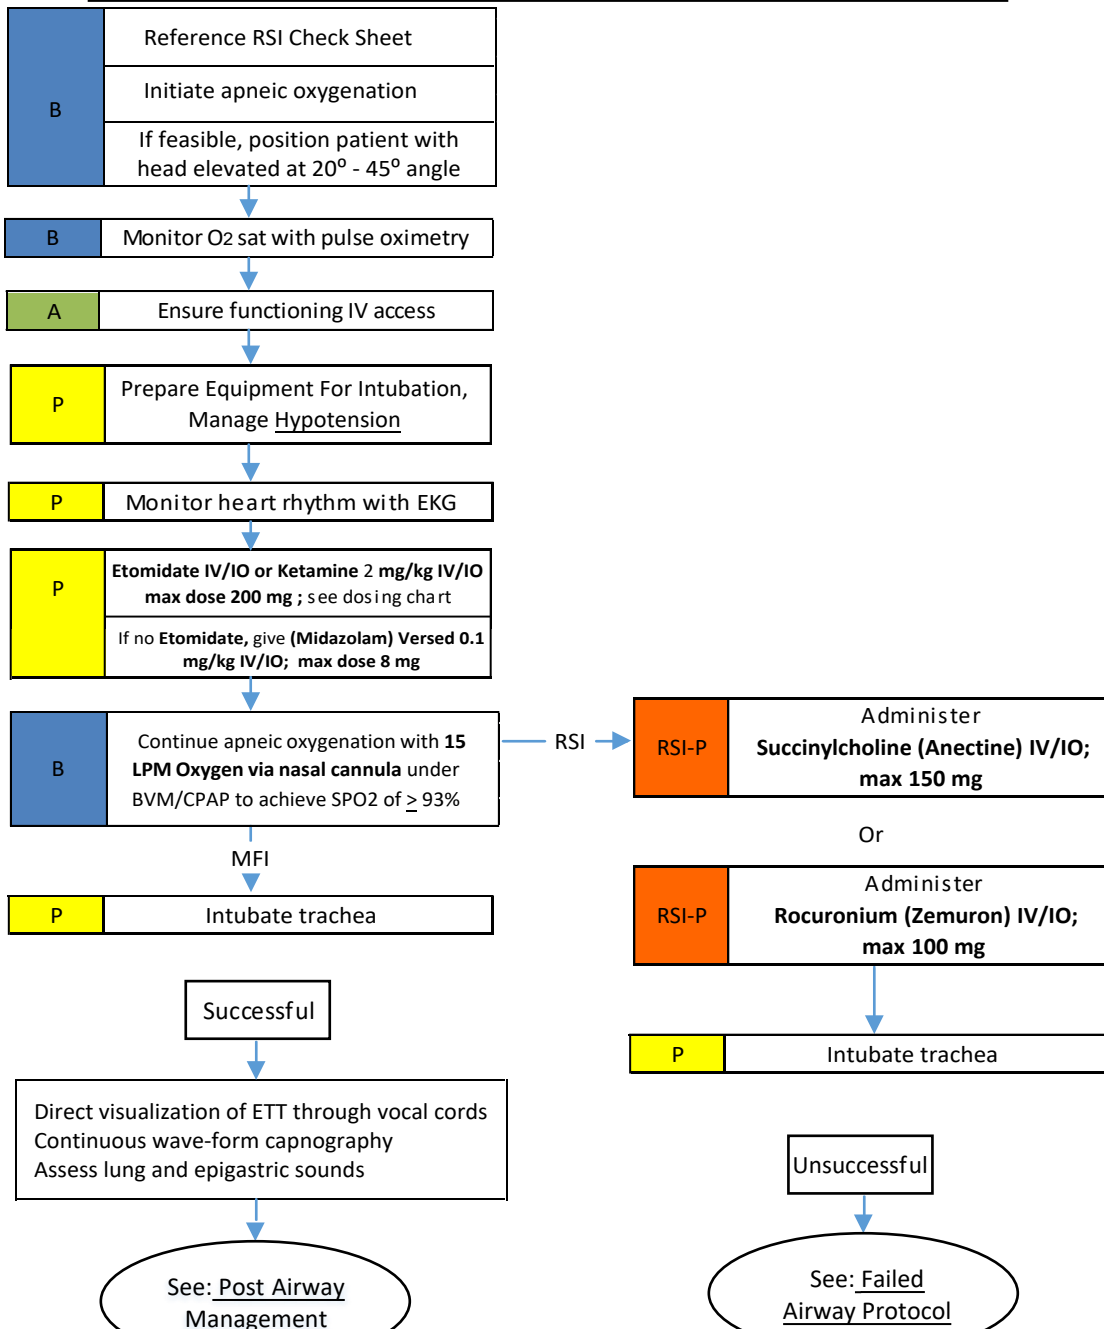 B
Reference RSI Check Sheet
Initiate apneic oxygenation
If feasible, position patient with
head elevated at 20⁰ - 45⁰ angle
B
Monitor O2 sat with pulse oximetry
A
Ensure functioning IV access
P
Prepare Equipment For Intubation,
Manage Hypotension
P
Monitor heart rhythm with EKG
P
Etomidate IV/IO or Ketamine 2 mg/kg IV/IO
max dose 200 mg ; see dosing chart
If no Etomidate, give (Midazolam) Versed 0.1
mg/kg IV/IO; max dose 8 mg
B
Continue apneic oxygenation with 15
LPM Oxygen via nasal cannula under
BVM/CPAP to achieve SPO2 of ≥ 93%
RSI
RSI-P
Administer
Succinylcholine (Anectine) IV/IO;
max 150 mg
Or
RSI-P
Administer
Rocuronium (Zemuron) IV/IO;
max 100 mg
P
Intubate trachea
MFI
P
Intubate trachea
Successful
Direct visualization of ETT through vocal cords
Continuous wave-form capnography
Assess lung and epigastric sounds
See: Post Airway
Management
Unsuccessful
See: Failed
Airway Protocol